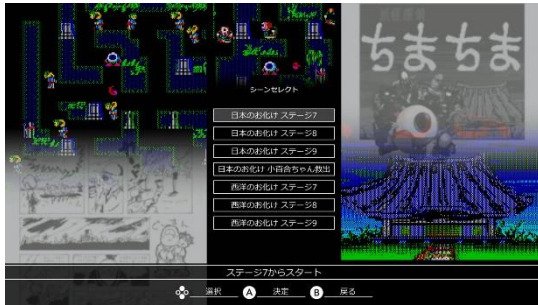 ちまちま
シーンセレクト
日本のお化け ステージ7
日本のお化け ステージ8
日本のお化け ステージ9
日本のお化け 小百合ちゃん救出
西洋のお化け ステージ7
西洋のお化け ステージ8
西洋のお化け ステージ9
ステージ7からスタート
選択 A 決定 B 戻る